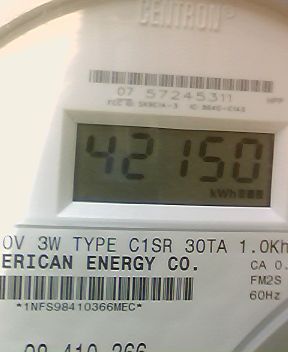 CENTRON®
07 57245311
42150
kWh
0V 3W TYPE C1SR 30TA 1.0Kh
ERICAN ENERGY CO.
CA 0.
FM2S
60Hz
*1NFS98410366MEC*
98 410 366